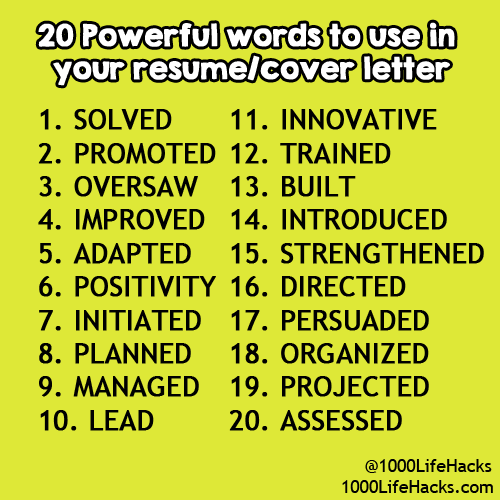 20 Powerful words to use in
your resume/cover letter
1. SOLVED
2. PROMOTED
3. OVERSAW
4. IMPROVED
5. ADAPTED
6. POSITIVITY
7. INITIATED
8. PLANNED
9. MANAGED
10. LEAD
11. INNOVATIVE
12. TRAINED
13. BUILT
14. INTRODUCED
15. STRENGTHENED
16. DIRECTED
17. PERSUADED
18. ORGANIZED
19. PROJECTED
20. ASSESSED
@1000LifeHacks
1000LifeHacks.com